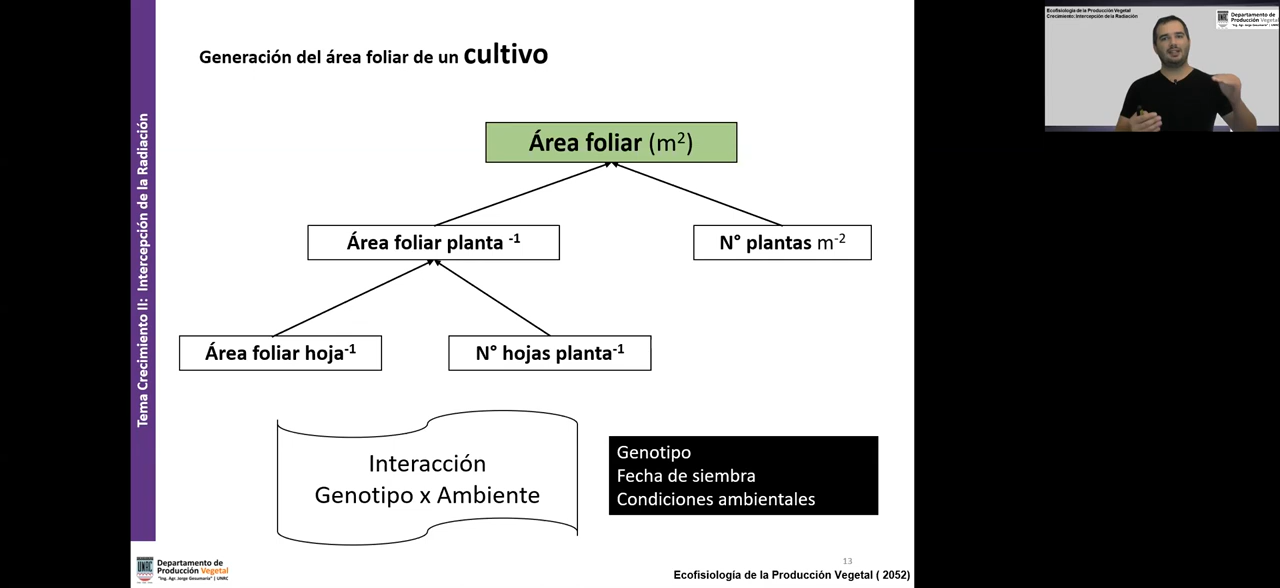 Generación del área foliar de un cultivo
Área foliar (m²)
Área foliar planta ⁻¹
N° plantas m⁻²
Área foliar hoja⁻¹
N° hojas planta⁻¹
Interacción
Genotipo x Ambiente
Genotipo
Fecha de siembra
Condiciones ambientales
Tema Crecimiento II: Intercepción de la Radiación
UNRC
Departamento de
Producción Vegetal
"Ing. Agr. Jorge Gesumaría" | UNRC
13
Ecofisiología de la Producción Vegetal ( 2052)
Ecofisiología de la Producción Vegetal
Crecimiento: Intercepción de la Radiación
Departamento de
Producción Vegetal